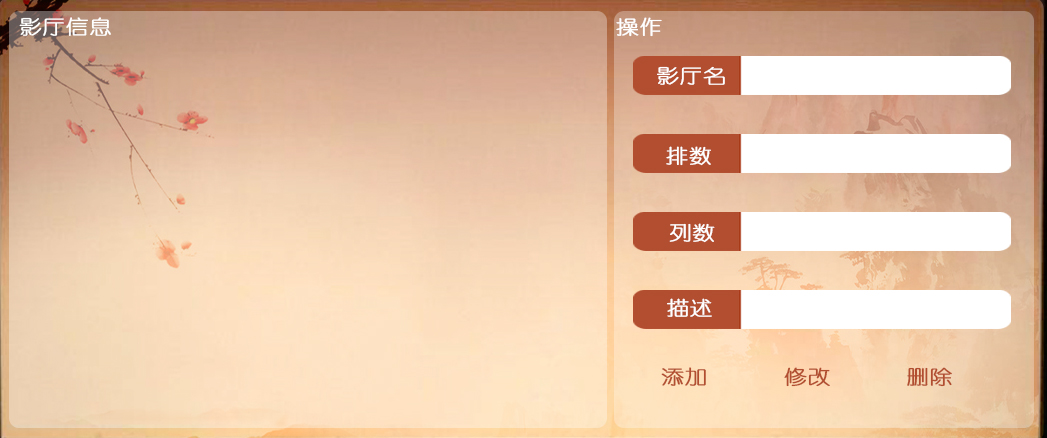 影厅信息
操作
影厅名
排数
列数
描述
添加 修改 删除